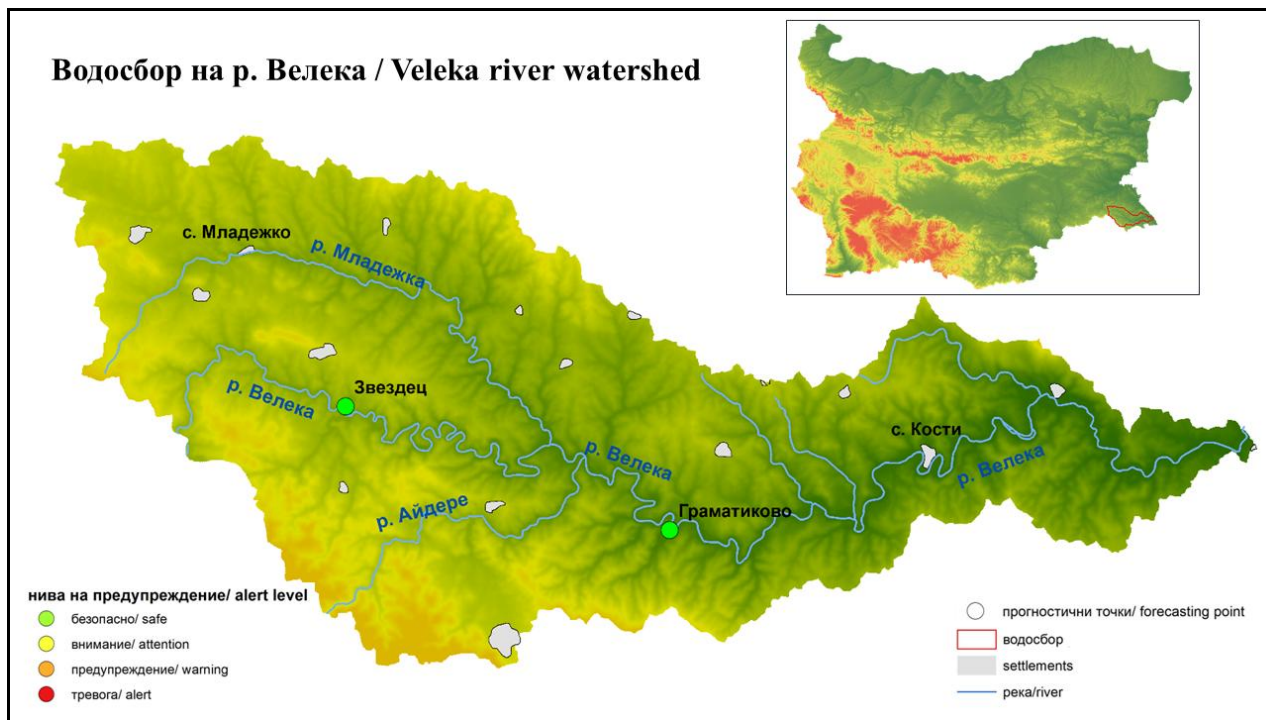 Водосбор на р. Велека / Veleka river watershed
с. Младежко
р. Младежка
Звездец
р. Велека
с. Кости
р. Велека
р. Велека
р. Айдере
Граматиково
нива на предупреждение/ alert level
безопасно/ safe
внимание/ attention
предупреждение/ warning
тревога/ alert
прогностични точки/ forecasting point
водосбор
settlements
река/river